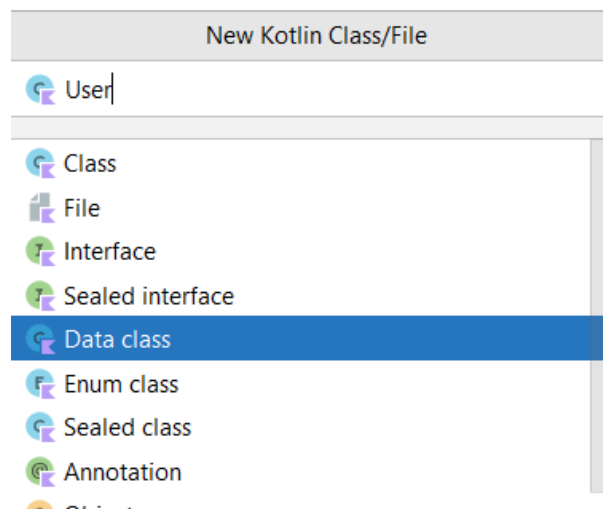 New Kotlin Class/File
User
Class
File
Interface
Sealed interface
Data class
Enum class
Sealed class
Annotation